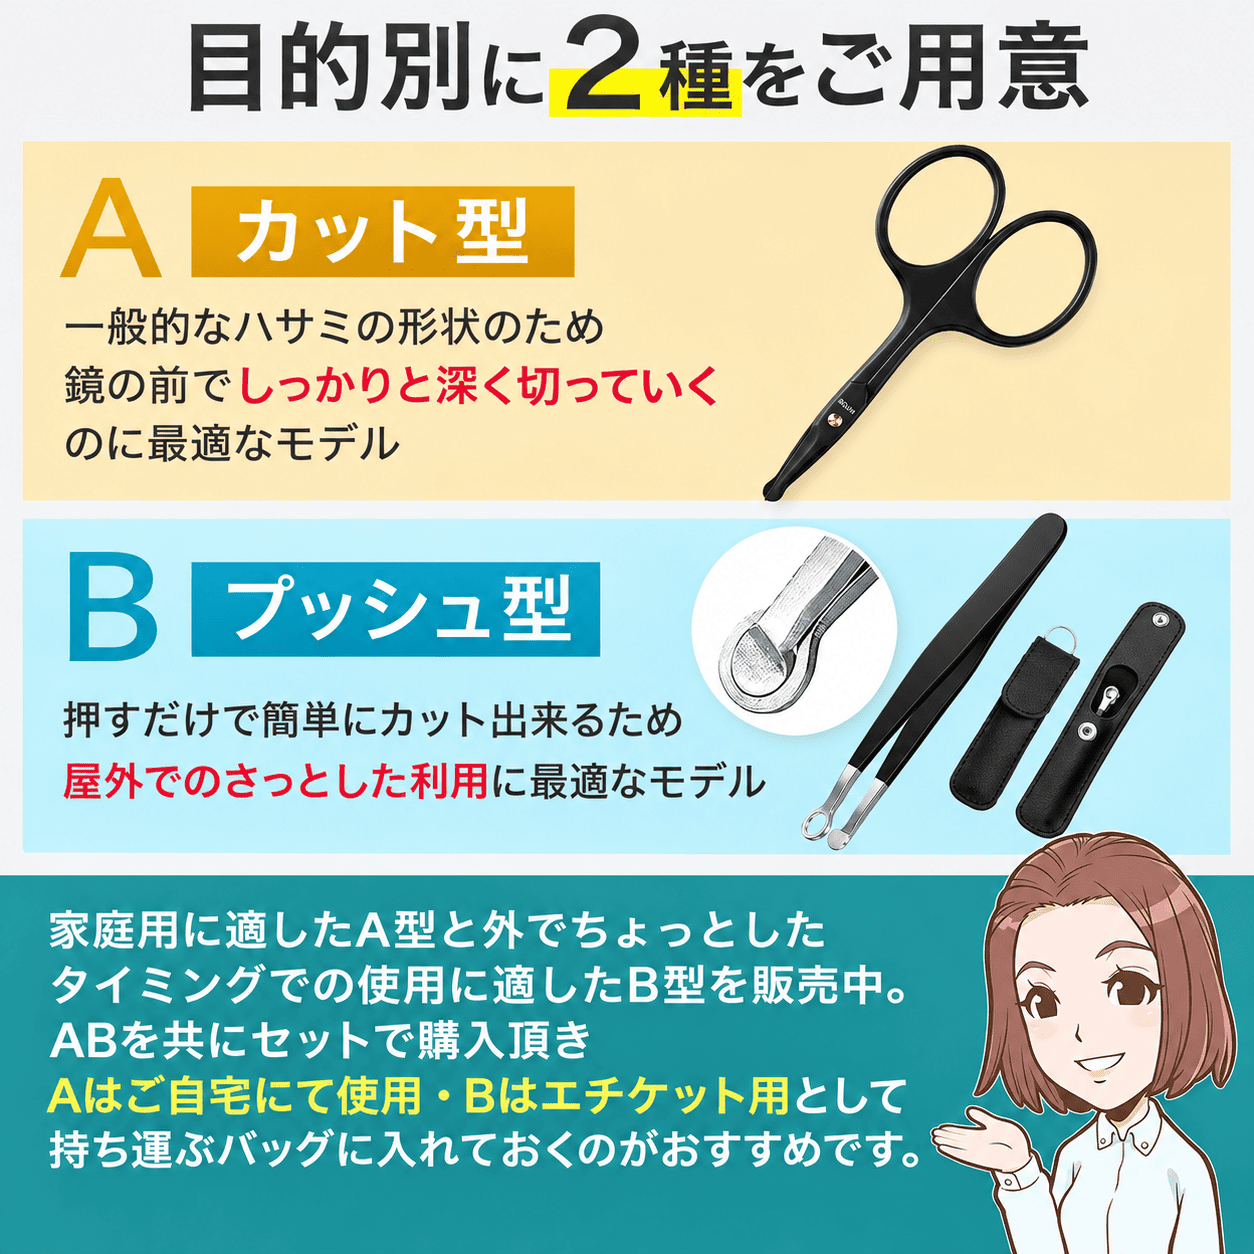 目的別に2種をご用意
A カット型
一般的なハサミの形状のため
鏡の前でしっかりと深く切っていく
のに最適なモデル
B プッシュ型
押すだけで簡単にカット出来るため
屋外でのさっとした利用に最適なモデル
家庭用に適したA型と外でちょっとした
タイミングでの使用に適したB型を販売中。
ABを共にセットで購入頂き
Aはご自宅にて使用・Bはエチケット用として
持ち運ぶバッグに入れておくのがおすすめです。